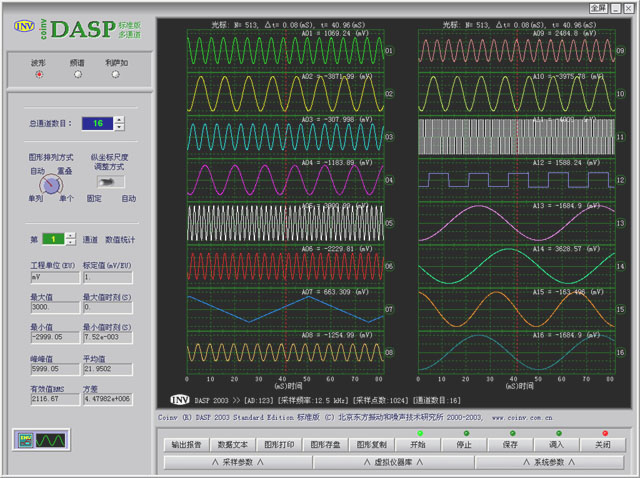 全屏
INV
coinv
DASP
标准版
多通道
波形 频谱 利萨如
总通道数目: 16
图形排列方式
自动 重叠
单列 单个
纵坐标尺度
调整方式
固定 自动
第 1 通道 数值统计
工程单位(EU) 标定值(mV/EU)
mV 1.
最大值 最大值时刻(S)
3000. 0.
最小值 最小值时刻(S)
-2999.05 7.52e-003
峰峰值 平均值
5999.05 21.9502
有效值RMS 方差
2116.67 4.47982e+006
光标: N= 513, △t= 0.08(mS), t= 40.96(mS)
A01 = 1069.24 (mV)
01
A02 = -3871.99 (mV)
02
A03 = -307.998 (mV)
03
A04 = -1183.89 (mV)
04
05
A06 = -2229.81 (mV)
06
A07 = 663.309 (mV)
07
A08 = -1254.99 (mV)
08
0 10 20 30 40 50 60 70 80
(mS)时间
光标: N= 513, △t= 0.08(mS), t= 40.96(mS)
A09 = 2484.8 (mV)
09
A10 = -3975.78 (mV)
10
11
A12 = 1588.24 (mV)
12
A13 = -1684.9 (mV)
13
A14 = 3628.57 (mV)
14
A15 = -163.496 (mV)
15
A16 = -1684.9 (mV)
16
0 10 20 30 40 50 60 70 80
(mS)时间
INV DASP 2003 >> [AD:123] [采样频率:12.5 kHz] [采样点数:1024] [通道数目:16]
Coinv (R) DASP 2003 Standard Edition 标准版 (C) 北京东方振动和噪声技术研究所 2000-2003, www.coinv.com.cn
输出报告 数据文本 图形打印 图形存盘 图形复制 开始 停止 保存 调入 关闭
∧ 采样参数 ∧ ∧ 虚拟仪器库 ∧ ∧ 系统参数 ∧